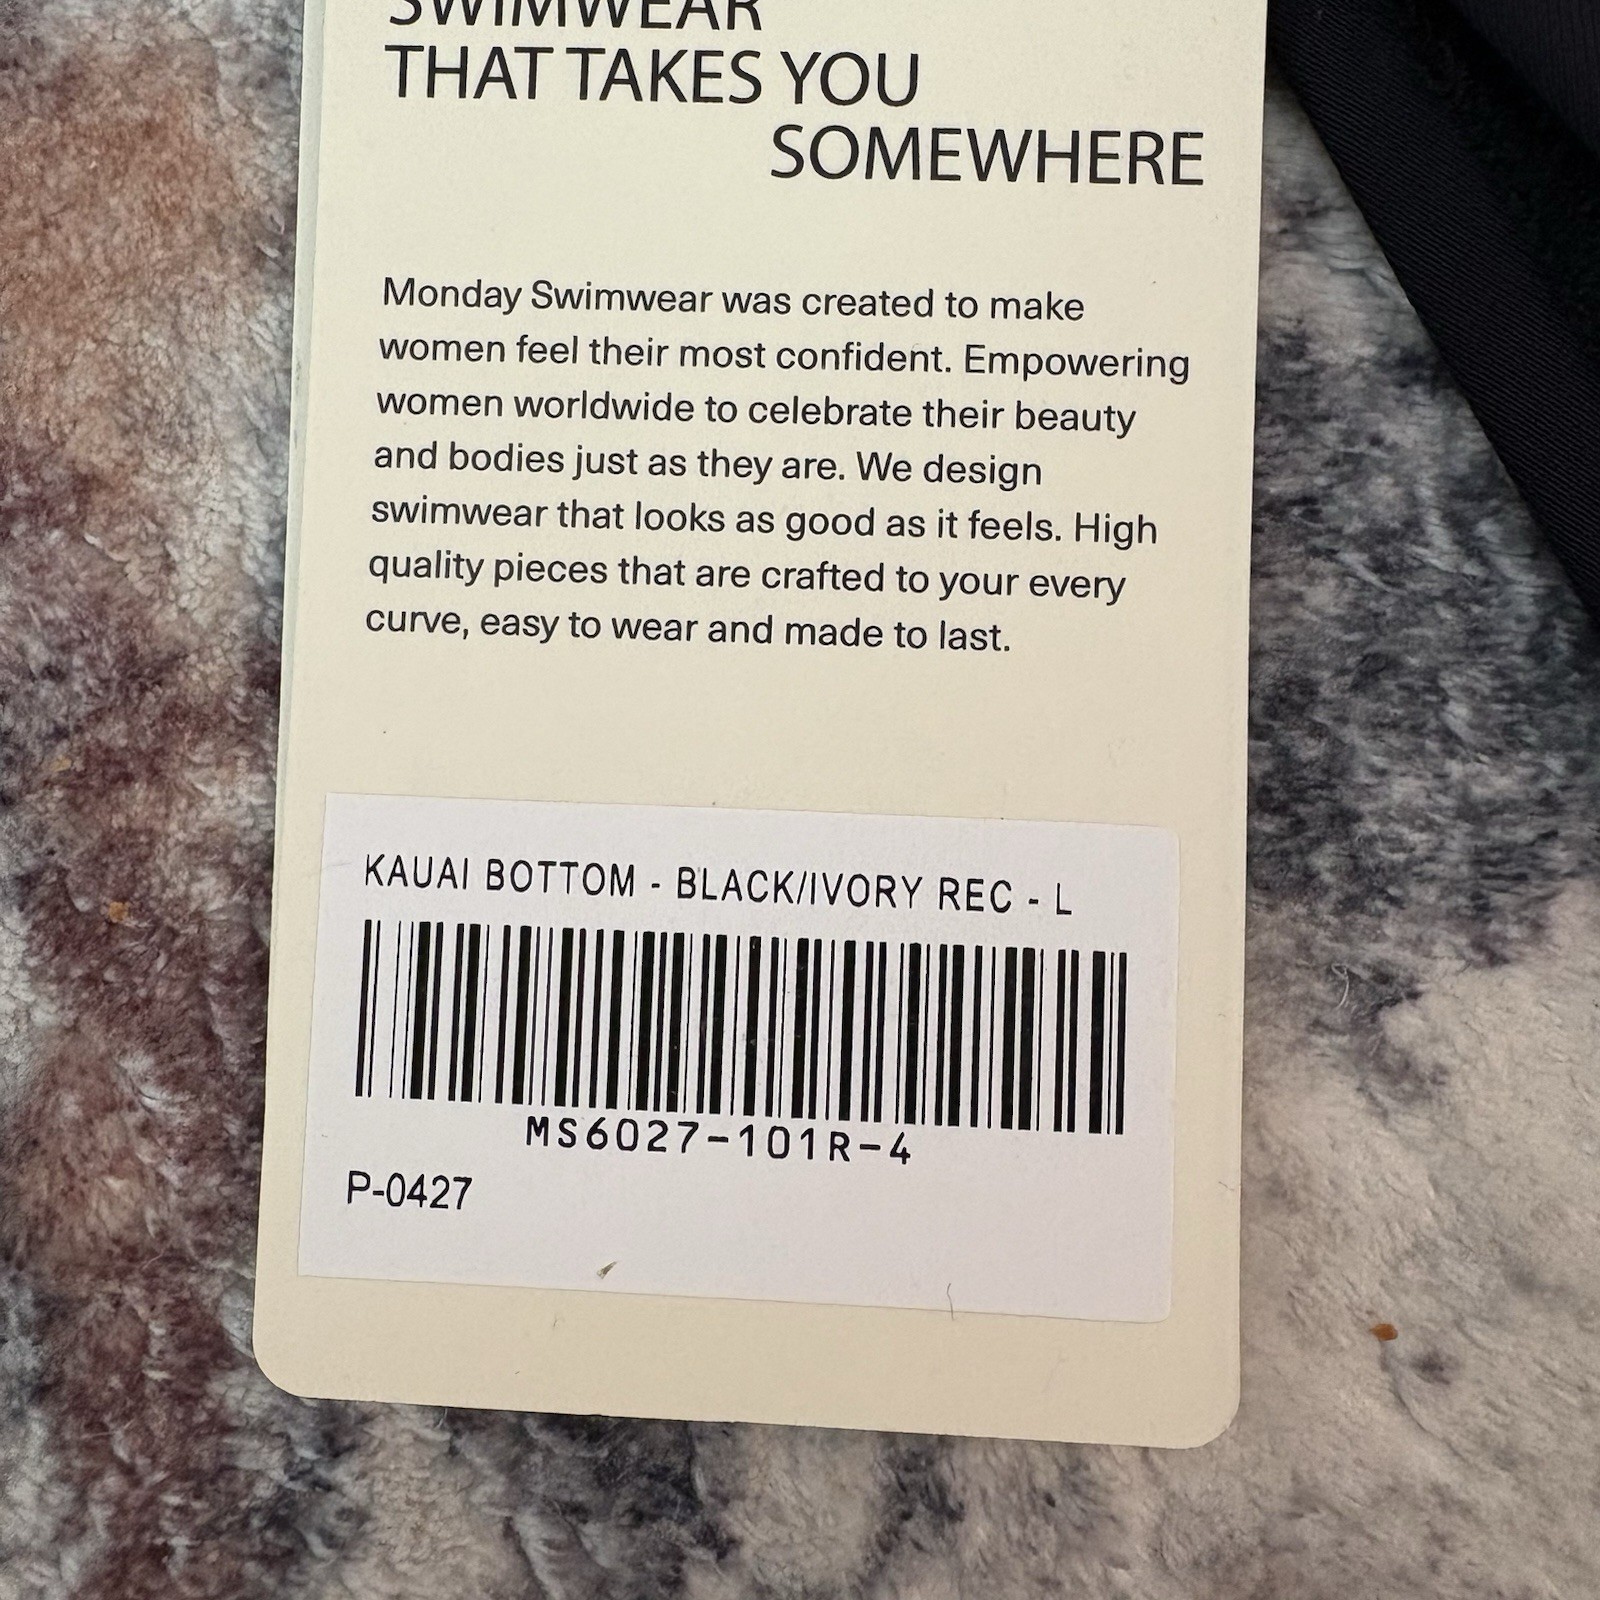 SWIMWEAR
THAT TAKES YOU
SOMEWHERE
Monday Swimwear was created to make
women feel their most confident. Empowering
women worldwide to celebrate their beauty
and bodies just as they are. We design
swimwear that looks as good as it feels. High
quality pieces that are crafted to your every
curve, easy to wear and made to last.
KAUAI BOTTOM - BLACK/IVORY REC - L
MS6027-101R-4
P-0427